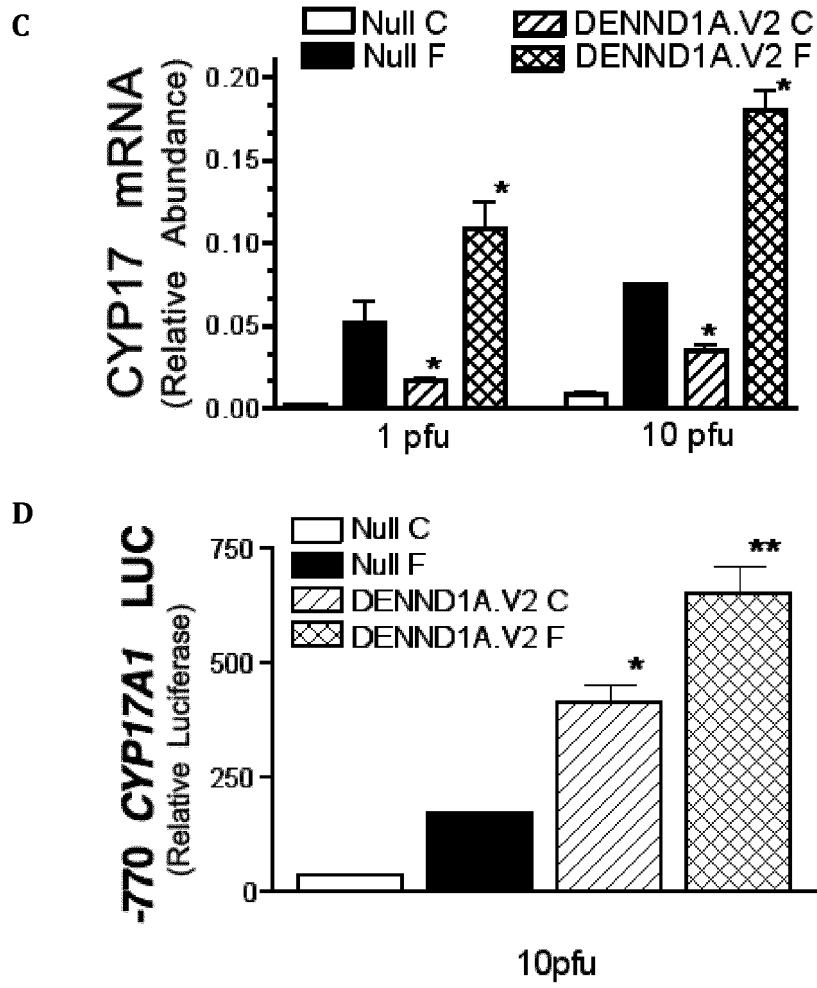 C
Null C
DENND1A.V2 C
Null F
DENND1A.V2 F
CYP17 mRNA
(Relative Abundance)
0.20
0.15
0.10
0.05
0.00
*
*
*
*
1 pfu
10 pfu
D
-770 CYP17A1 LUC
(Relative Luciferase)
Null C
Null F
DENND1A.V2 C
DENND1A.V2 F
750
500
250
0
*
**
10pfu